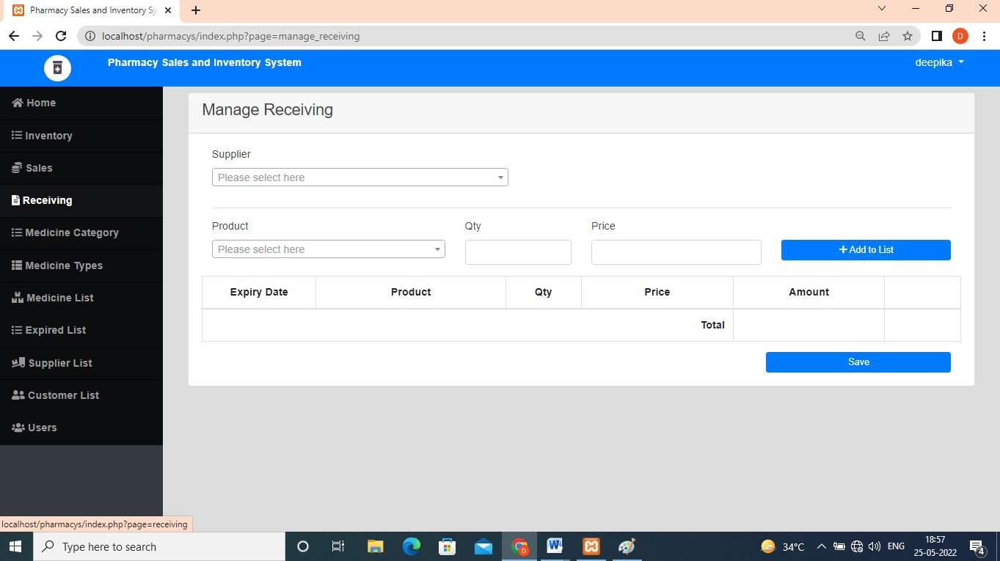 Pharmacy Sales and Inventory Sy
localhost/pharmacys/index.php?page=manage_receiving
D
Pharmacy Sales and Inventory System
deepika
Home
Inventory
Sales
Receiving
Medicine Category
Medicine Types
Medicine List
Expired List
Supplier List
Customer List
Users
Manage Receiving
Supplier
Please select here
Product Qty Price
Please select here
+ Add to List
Expiry Date Product Qty Price Amount
Total
Save
localhost/pharmacys/index.php?page=receiving
Type here to search
34°C
ENG
18:57
25-05-2022
4